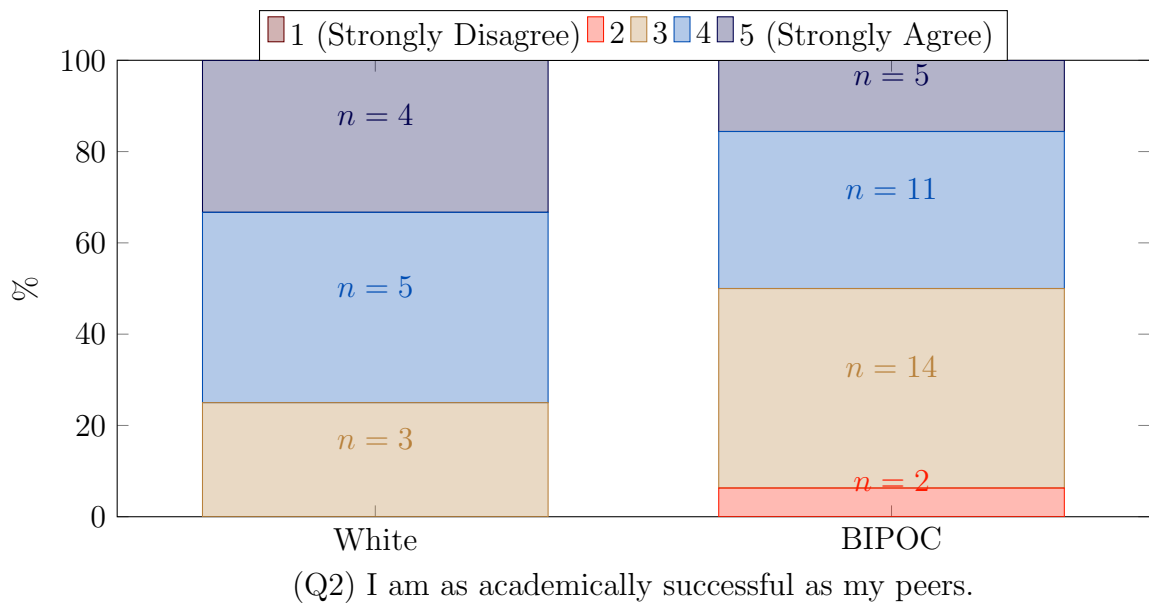 1 (Strongly Disagree) 2 3 4 5 (Strongly Agree)
100
80
60
40
20
0
%
n = 4
n = 5
n = 3
n = 5
n = 11
n = 14
n = 2
White BIPOC
(Q2) I am as academically successful as my peers.